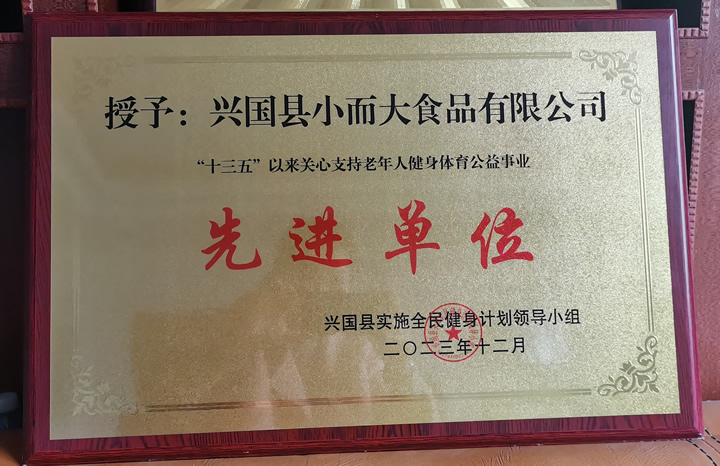 授予：兴国县小而大食品有限公司
“十三五”以来关心支持老年人健身体育公益事业
先进单位
兴国县实施全民健身计划领导小组
二〇二三年十二月